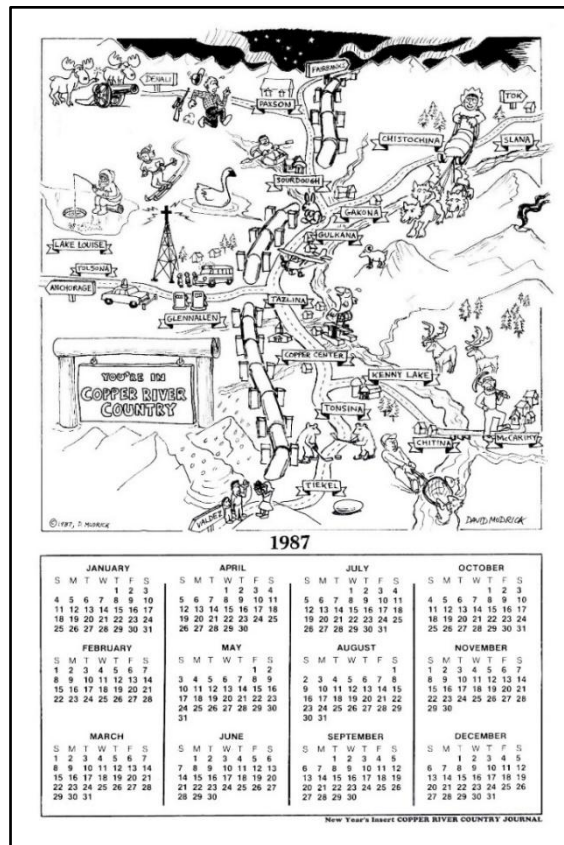 FAIRBANKS
DENALI
PAXSON
TOK
CHISTOCHINA
SLANA
SOURDOUGH
GAKONA
GULKANA
LAKE LOUISE
TOLSONA
ANCHORAGE
TAZLINA
GLENNALLEN
COPPER CENTER
YOU'RE IN
COPPER RIVER
COUNTRY
KENNY LAKE
TONSINA
CHITINA
McCARTHY
TIEKEL
VALDEZ
©1987, D. MUDRICK
DAVID MUDRICK
1987
JANUARY
S M T W T F S
1 2 3
4 5 6 7 8 9 10
11 12 13 14 15 16 17
18 19 20 21 22 23 24
25 26 27 28 29 30 31
FEBRUARY
S M T W T F S
1 2 3 4 5 6 7
8 9 10 11 12 13 14
15 16 17 18 19 20 21
22 23 24 25 26 27 28
MARCH
S M T W T F S
1 2 3 4 5 6 7
8 9 10 11 12 13 14
15 16 17 18 19 20 21
22 23 24 25 26 27 28
29 30 31
APRIL
S M T W T F S
1 2 3 4
5 6 7 8 9 10 11
12 13 14 15 16 17 18
19 20 21 22 23 24 25
26 27 28 29 30
MAY
S M T W T F S
1 2
3 4 5 6 7 8 9
10 11 12 13 14 15 16
17 18 19 20 21 22 23
24 25 26 27 28 29 30
31
JUNE
S M T W T F S
1 2 3 4 5 6
7 8 9 10 11 12 13
14 15 16 17 18 19 20
21 22 23 24 25 26 27
28 29 30
JULY
S M T W T F S
1 2 3 4
5 6 7 8 9 10 11
12 13 14 15 16 17 18
19 20 21 22 23 24 25
26 27 28 29 30 31
AUGUST
S M T W T F S
1
2 3 4 5 6 7 8
9 10 11 12 13 14 15
16 17 18 19 20 21 22
23 24 25 26 27 28 29
30 31
SEPTEMBER
S M T W T F S
1 2 3 4 5
6 7 8 9 10 11 12
13 14 15 16 17 18 19
20 21 22 23 24 25 26
27 28 29 30
OCTOBER
S M T W T F S
1 2 3
4 5 6 7 8 9 10
11 12 13 14 15 16 17
18 19 20 21 22 23 24
25 26 27 28 29 30 31
NOVEMBER
S M T W T F S
1 2 3 4 5 6 7
8 9 10 11 12 13 14
15 16 17 18 19 20 21
22 23 24 25 26 27 28
29 30
DECEMBER
S M T W T F S
1 2 3 4 5
6 7 8 9 10 11 12
13 14 15 16 17 18 19
20 21 22 23 24 25 26
27 28 29 30 31
New Year's Insert COPPER RIVER COUNTRY JOURNAL